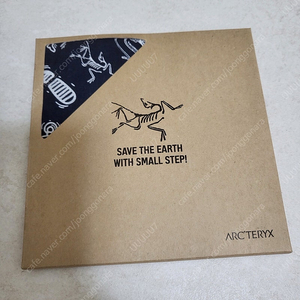 SAVE THE EARTH
WITH SMALL STEP!
ARC'TERYX